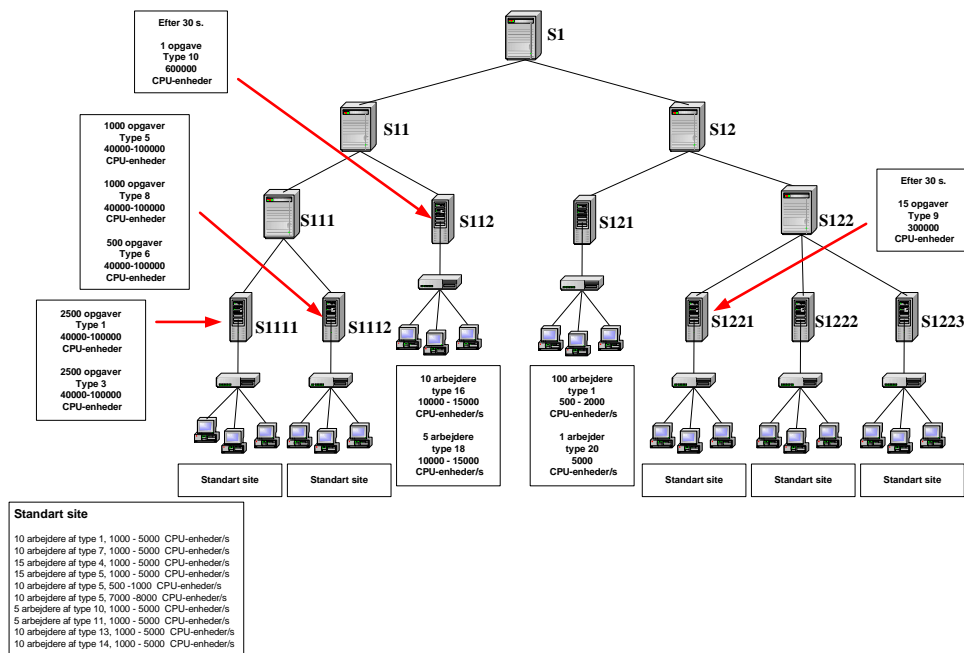 Efter 30 s.
1 opgave
Type 10
600000
CPU-enheder
S1
S11
S12
1000 opgaver
Type 5
40000-100000
CPU-enheder
1000 opgaver
Type 8
40000-100000
CPU-enheder
500 opgaver
Type 6
40000-100000
CPU-enheder
Efter 30 s.
15 opgaver
Type 9
300000
CPU-enheder
S111
S112
S121
S122
2500 opgaver
Type 1
40000-100000
CPU-enheder
2500 opgaver
Type 3
40000-100000
CPU-enheder
S1111
S1112
S1221
S1222
S1223
10 arbejdere
type 16
10000 - 15000
CPU-enheder/s
5 arbejdere
type 18
10000 - 15000
CPU-enheder/s
100 arbejdere
type 1
500 - 2000
CPU-enheder/s
1 arbejder
type 20
5000
CPU-enheder/s
Standart site
Standart site
Standart site
Standart site
Standart site
Standart site
10 arbejdere af type 1, 1000 - 5000 CPU-enheder/s
10 arbejdere af type 7, 1000 - 5000 CPU-enheder/s
15 arbejdere af type 4, 1000 - 5000 CPU-enheder/s
15 arbejdere af type 5, 1000 - 5000 CPU-enheder/s
10 arbejdere af type 5, 500 -1000 CPU-enheder/s
10 arbejdere af type 5, 7000 -8000 CPU-enheder/s
5 arbejdere af type 10, 1000 - 5000 CPU-enheder/s
5 arbejdere af type 11, 1000 - 5000 CPU-enheder/s
10 arbejdere af type 13, 1000 - 5000 CPU-enheder/s
10 arbejdere af type 14, 1000 - 5000 CPU-enheder/s